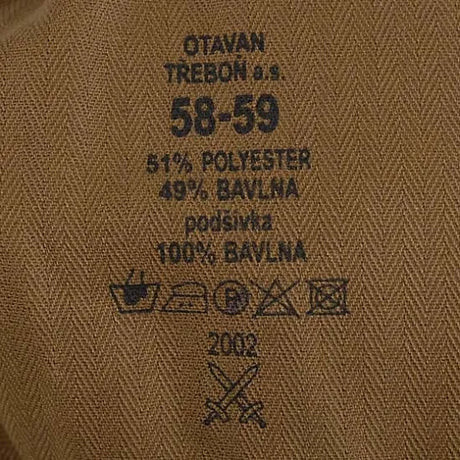 OTAVAN
TŘEBOŇ a.s.
58-59
51% POLYESTER
49% BAVLNA
podšívka
100% BAVLNA
P
2002